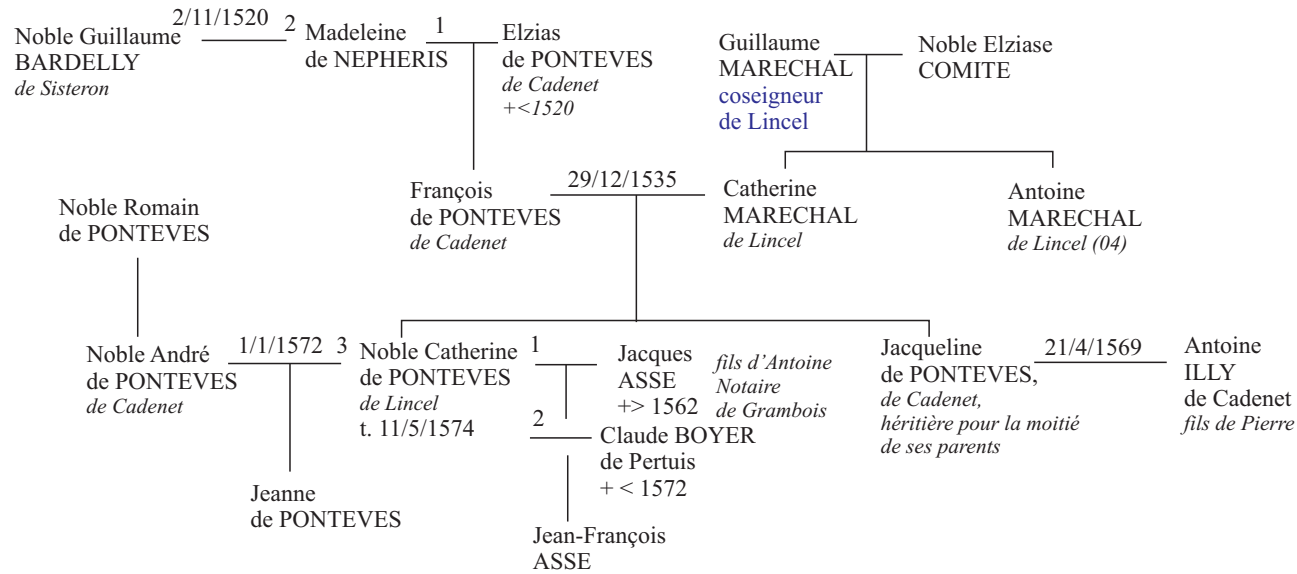 2/11/1520
2
Noble Guillaume
BARDELLY
de Sisteron
Madeleine
de NEPHERIS
1
Elzias
de PONTEVES
de Cadenet
+<1520
Guillaume
MARECHAL
coseigneur
de Lincel
Noble Elziase
COMITE
Noble Romain
de PONTEVES
François
de PONTEVES
de Cadenet
29/12/1535
Catherine
MARECHAL
de Lincel
Antoine
MARECHAL
de Lincel (04)
Noble André
de PONTEVES
de Cadenet
1/1/1572
3
Noble Catherine
de PONTEVES
de Lincel
t. 11/5/1574
1
Jacques
ASSE
+> 1562
fils d’Antoine
Notaire
de Grambois
2
Claude BOYER
de Pertuis
+ < 1572
Jacqueline
de PONTEVES,
de Cadenet,
héritière pour la moitié
de ses parents
21/4/1569
Antoine
ILLY
de Cadenet
fils de Pierre
Jeanne
de PONTEVES
Jean-François
ASSE